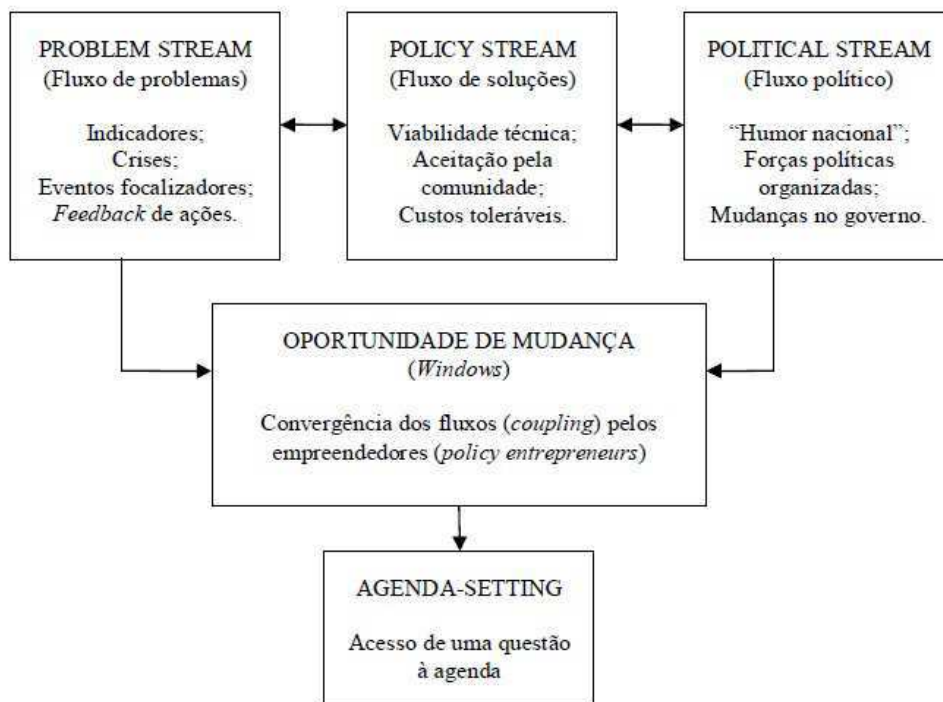 PROBLEM STREAM
(Fluxo de problemas)
Indicadores;
Crises;
Eventos focalizadores;
Feedback de ações.
POLICY STREAM
(Fluxo de soluções)
Viabilidade técnica;
Aceitação pela
comunidade;
Custos toleráveis.
POLITICAL STREAM
(Fluxo político)
“Humor nacional”;
Forças políticas
organizadas;
Mudanças no governo.
OPORTUNIDADE DE MUDANÇA
(Windows)
Convergência dos fluxos (coupling) pelos
empreendedores (policy entrepreneurs)
AGENDA-SETTING
Acesso de uma questão
à agenda